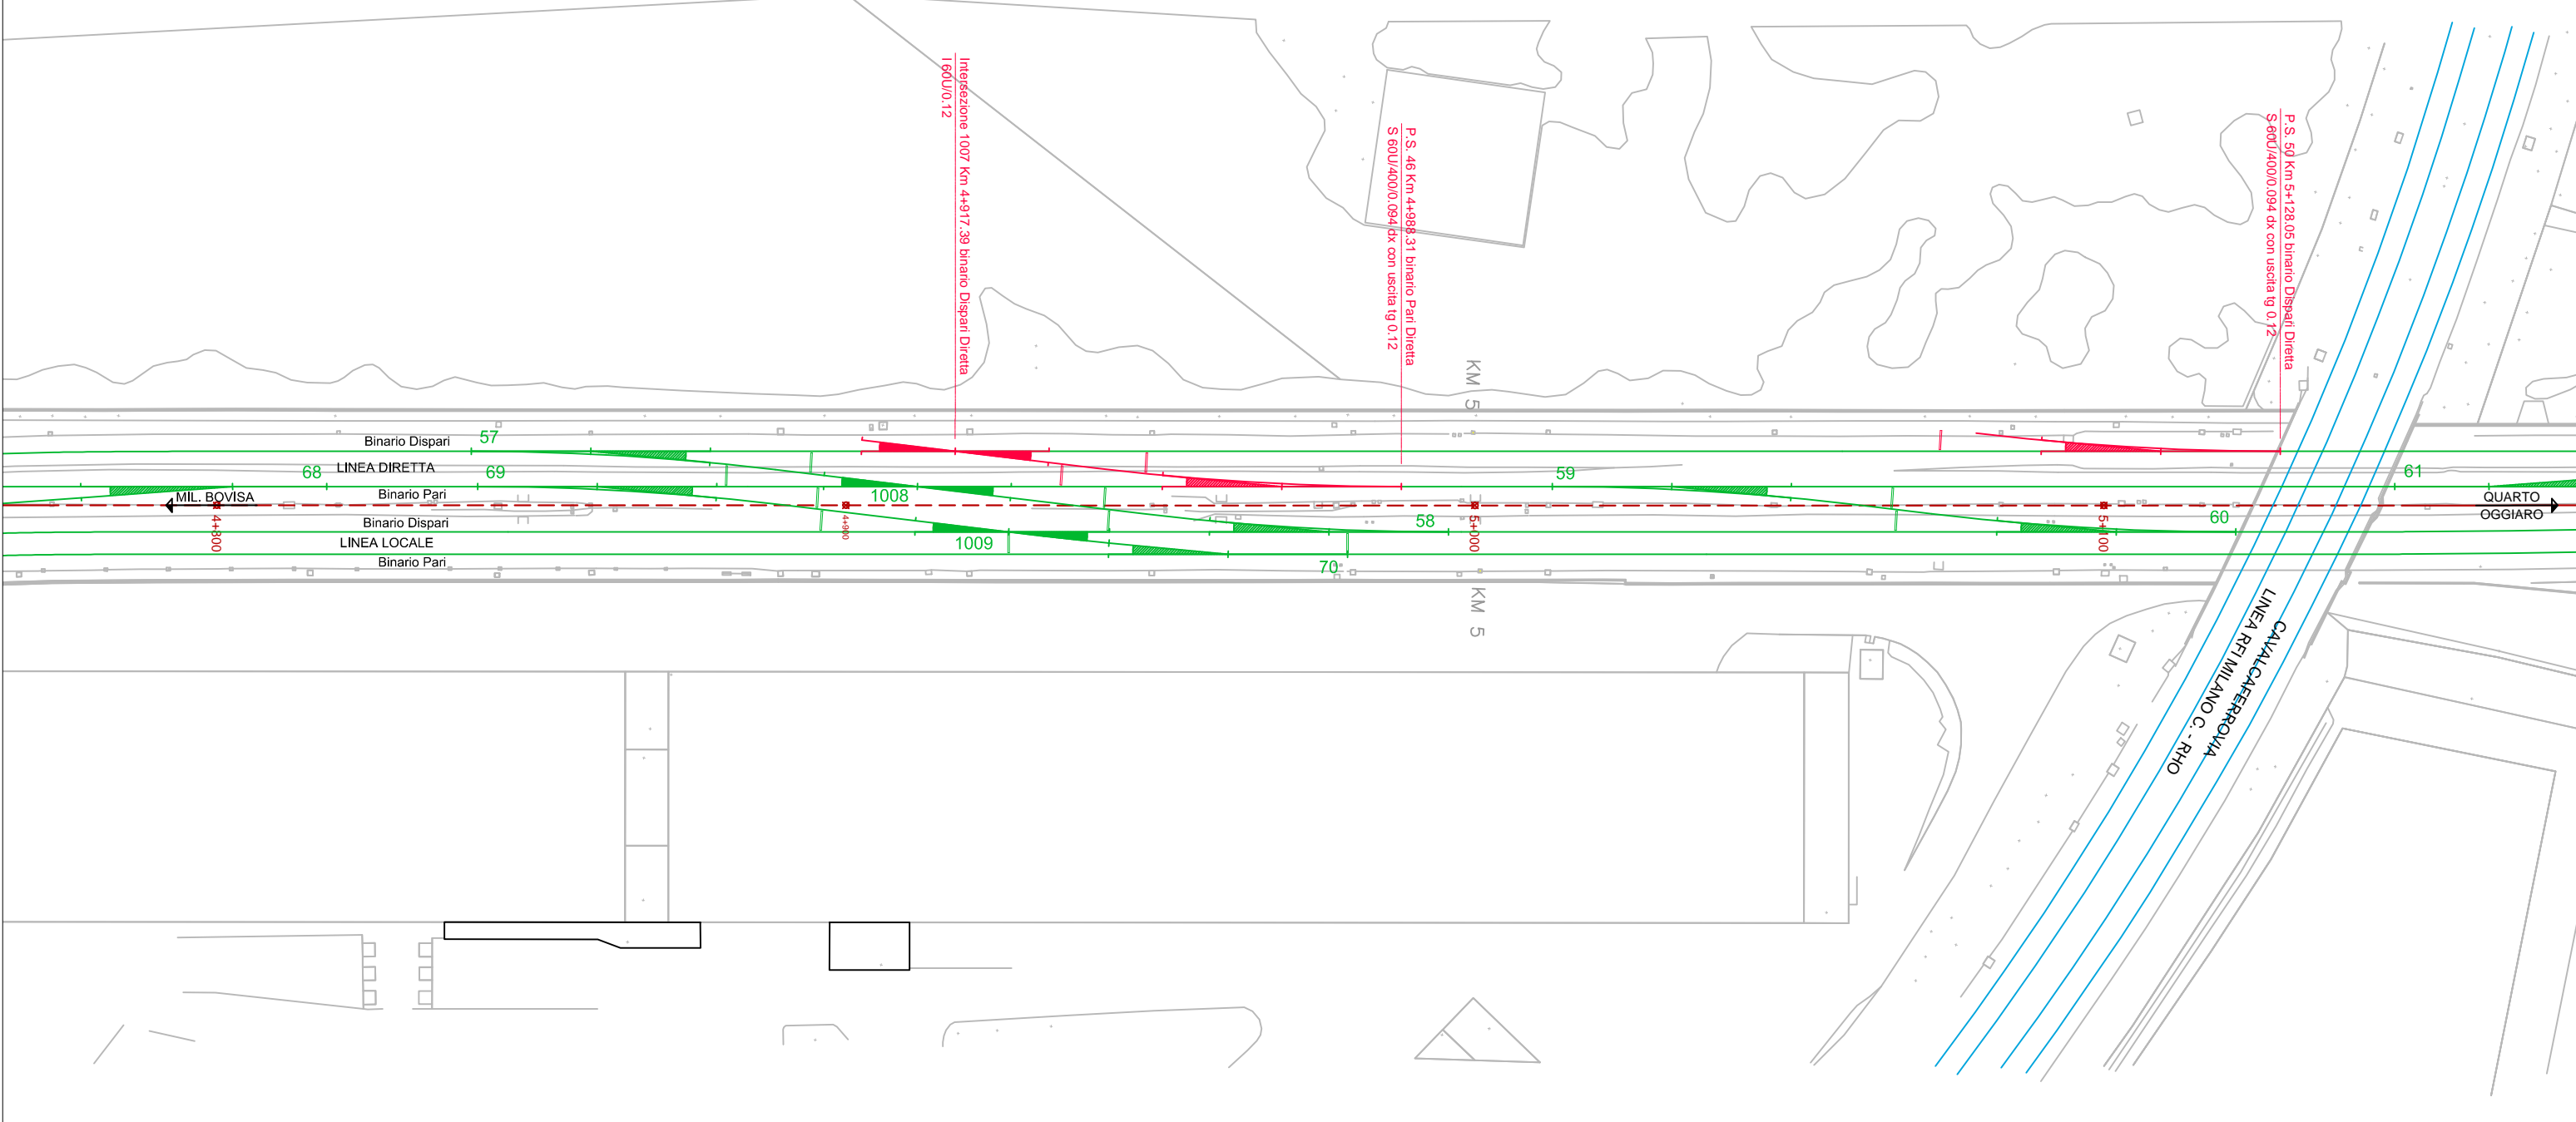 Intersezione 1007 Km 4+917.39 binario Dispari Diretta
I 60U/0.12
P.S. 46 Km 4+988.31 binario Pari Diretta
S 60U/400/0.094 dx con uscita tg 0.12
P.S. 50 Km 5+128.05 binario Dispari Diretta
S 60U/400/0.094 dx con uscita tg 0.12
KM 5
Binario Dispari
57
LINEA DIRETTA
68
69
59
61
MIL. BOVISA
Binario Pari
1008
QUARTO
OGGIARO
4+800
4+900
5+000
5+100
Binario Dispari
58
60
LINEA LOCALE
1009
Binario Pari
70
KM 5
CAVALCAFERROVIA
LINEA RFI MILANO C. - RHO